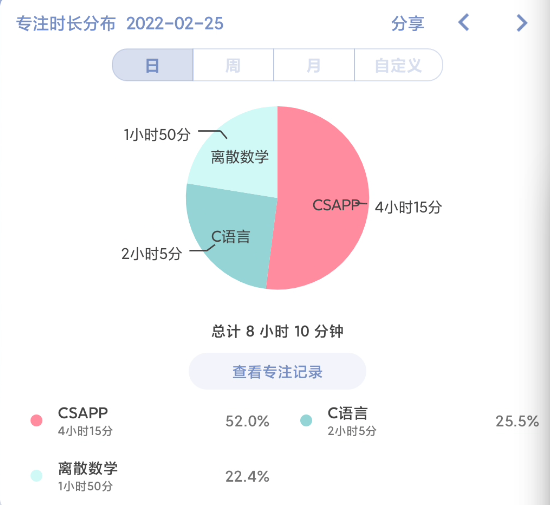 专注时长分布 2022-02-25 分享
日 周 月 自定义
1小时50分
离散数学
CSAPP 4小时15分
C语言
2小时5分
总计 8 小时 10 分钟
查看专注记录
CSAPP 52.0% C语言 25.5%
4小时15分 2小时5分
离散数学 22.4%
1小时50分